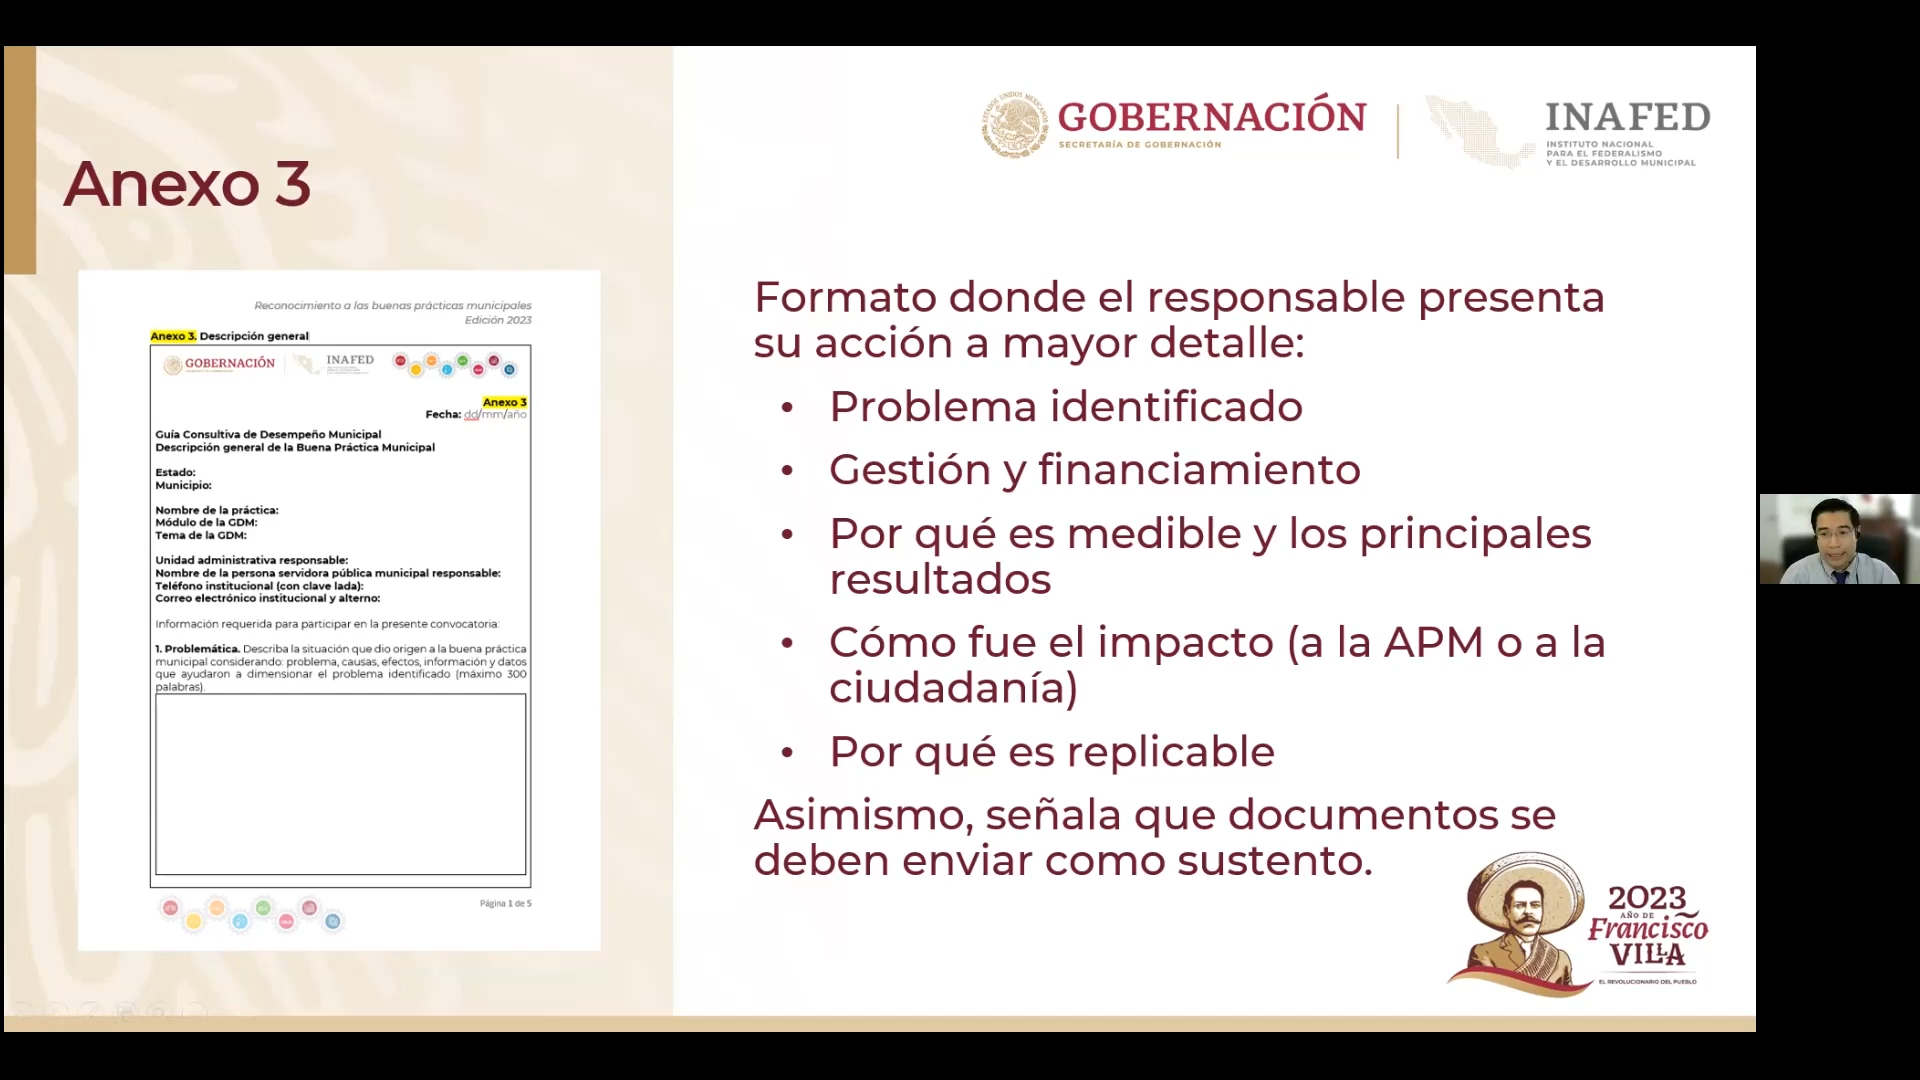 Anexo 3
GOBERNACIÓN
SECRETARÍA DE GOBERNACIÓN
INAFED
INSTITUTO NACIONAL
PARA EL FEDERALISMO
Y EL DESARROLLO MUNICIPAL
Reconocimiento a las buenas prácticas municipales
Edición 2023
Anexo 3. Descripción general
GOBERNACIÓN
INAFED
Anexo 3
Fecha: dd/mm/año
Guía Consultiva de Desempeño Municipal
Descripción general de la Buena Práctica Municipal
Estado:
Municipio:
Nombre de la práctica:
Módulo de la GDM:
Tema de la GDM:
Unidad administrativa responsable:
Nombre de la persona servidora pública municipal responsable:
Teléfono institucional (con clave lada):
Correo electrónico institucional y alterno:
Información requerida para participar en la presente convocatoria:
1. Problemática. Describa la situación que dio origen a la buena práctica
municipal considerando: problema, causas, efectos, información y datos
que ayudaron a dimensionar el problema identificado (máximo 300
palabras).
Página 1 de 5
Formato donde el responsable presenta
su acción a mayor detalle:
• Problema identificado
• Gestión y financiamiento
• Por qué es medible y los principales
resultados
• Cómo fue el impacto (a la APM o a la
ciudadanía)
• Por qué es replicable
Asimismo, señala que documentos se
deben enviar como sustento.
2023
AÑO DE
Francisco
VILLA
EL REVOLUCIONARIO DEL PUEBLO